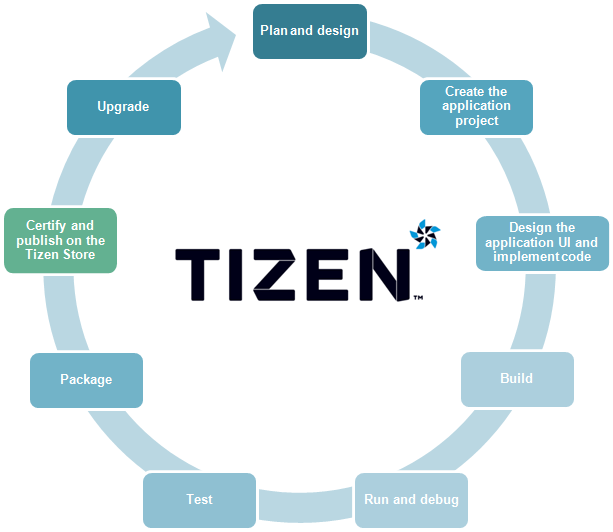 Plan and design
Create the
application
project
Design the
application UI and
implement code
Build
Run and debug
Test
Package
Certify and
publish on the
Tizen Store
Upgrade
TIZEN™